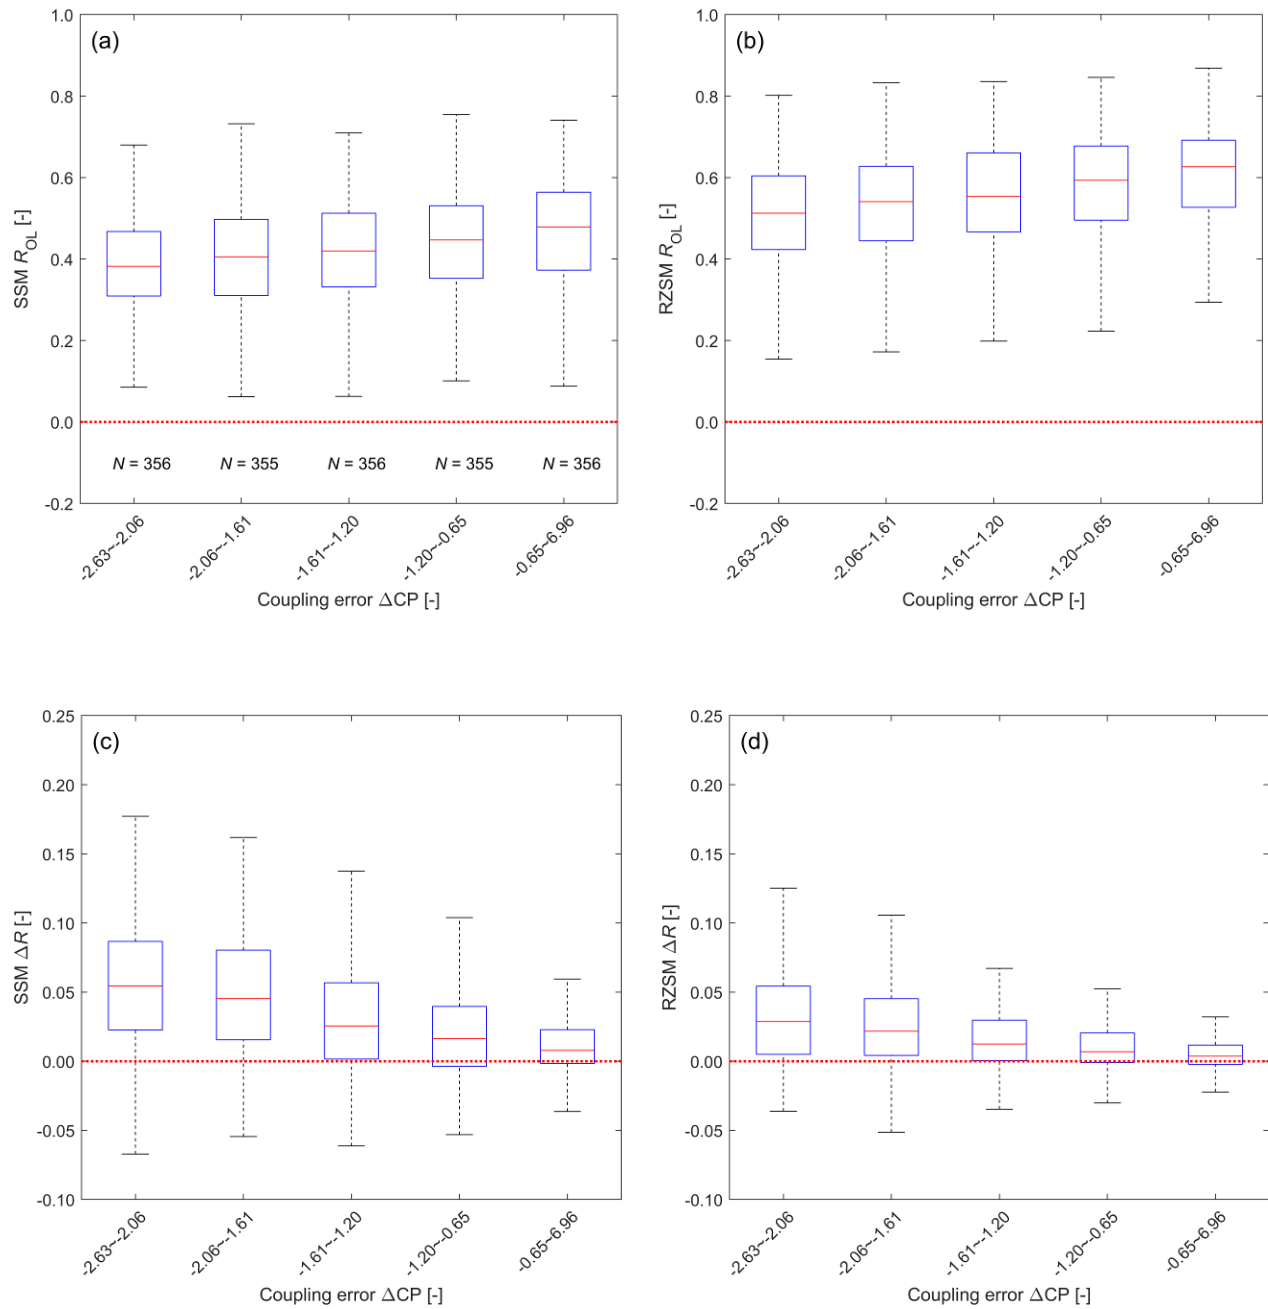 (a)
1.0
0.8
0.6
0.4
0.2
0.0
-0.2
SSM R_OL [-]
N = 356
N = 355
N = 356
N = 355
N = 356
-2.63~-2.06
-2.06~-1.61
-1.61~-1.20
-1.20~-0.65
-0.65~6.96
Coupling error ΔCP [-]
(b)
1.0
0.8
0.6
0.4
0.2
0.0
-0.2
RZSM R_OL [-]
-2.63~-2.06
-2.06~-1.61
-1.61~-1.20
-1.20~-0.65
-0.65~6.96
Coupling error ΔCP [-]
(c)
0.25
0.20
0.15
0.10
0.05
0.00
-0.05
-0.10
SSM ΔR [-]
-2.63~-2.06
-2.06~-1.61
-1.61~-1.20
-1.20~-0.65
-0.65~6.96
Coupling error ΔCP [-]
(d)
0.25
0.20
0.15
0.10
0.05
0.00
-0.05
-0.10
RZSM ΔR [-]
-2.63~-2.06
-2.06~-1.61
-1.61~-1.20
-1.20~-0.65
-0.65~6.96
Coupling error ΔCP [-]